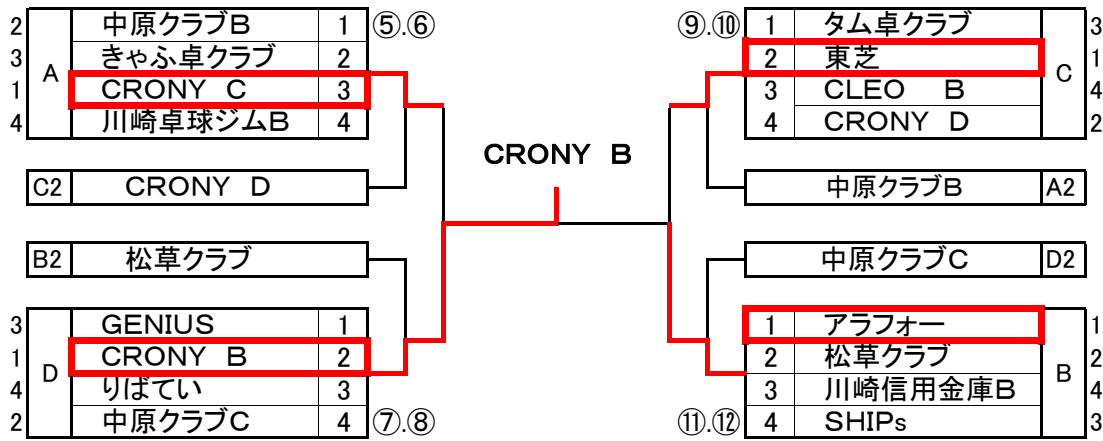 2 中原クラブB 1 ⑤.⑥
3 きゃふ卓クラブ 2
A
1 CRONY C 3
4 川崎卓球ジムB 4
C2 CRONY D
B2 松草クラブ
3 GENIUS 1
1 CRONY B 2
D
4 りばてい 3
2 中原クラブC 4 ⑦.⑧
CRONY B
⑨.⑩ 1 タム卓クラブ 3
2 東芝 1
C
3 CLEO B 4
4 CRONY D 2
中原クラブB A2
中原クラブC D2
1 アラフォー 1
2 松草クラブ 2
B
3 川崎信用金庫B 4
⑪.⑫ 4 SHIPs 3